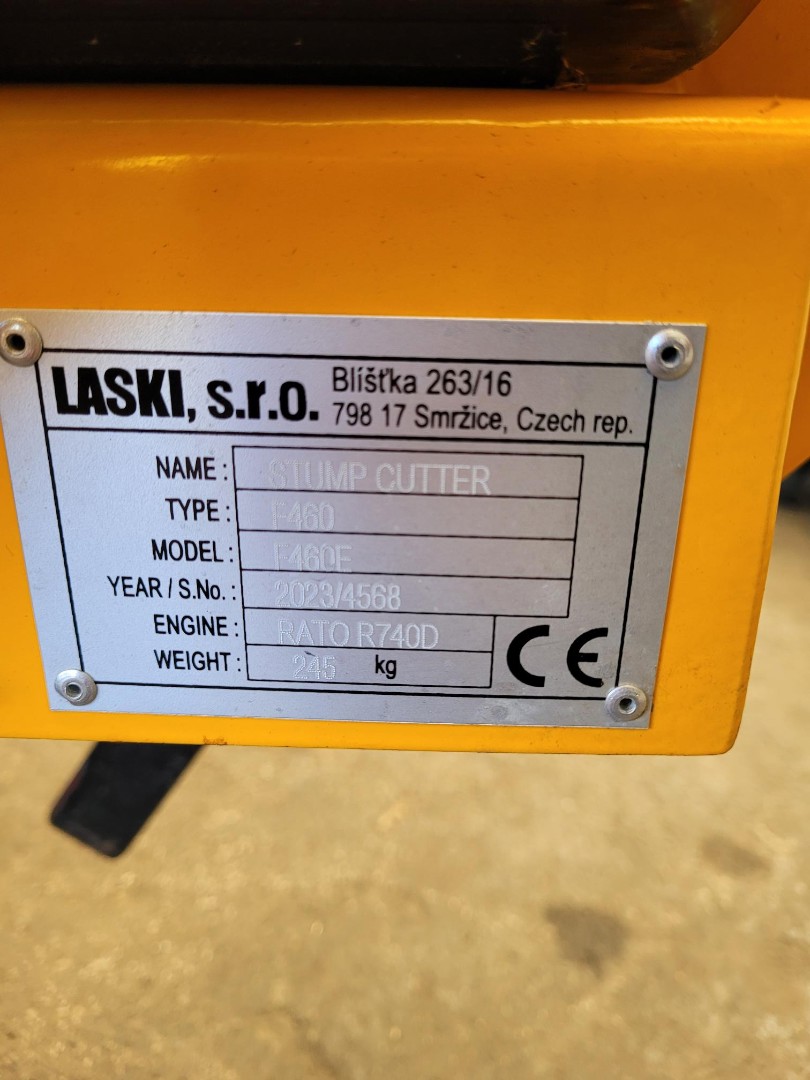 LASKI, s.r.o.
Blíšťka 263/16
798 17 Smržice, Czech rep.
NAME : STUMP CUTTER
TYPE : F460
MODEL : F460E
YEAR / S.No. : 2023/4568
ENGINE : RATO R740D
WEIGHT : 245 kg
CE